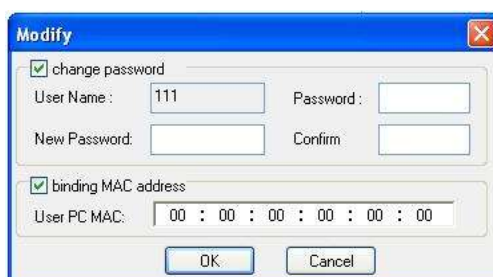 Modify
change password
User Name : 111 Password :
New Password: Confirm
binding MAC address
User PC MAC: 00 : 00 : 00 : 00 : 00 : 00
OK Cancel